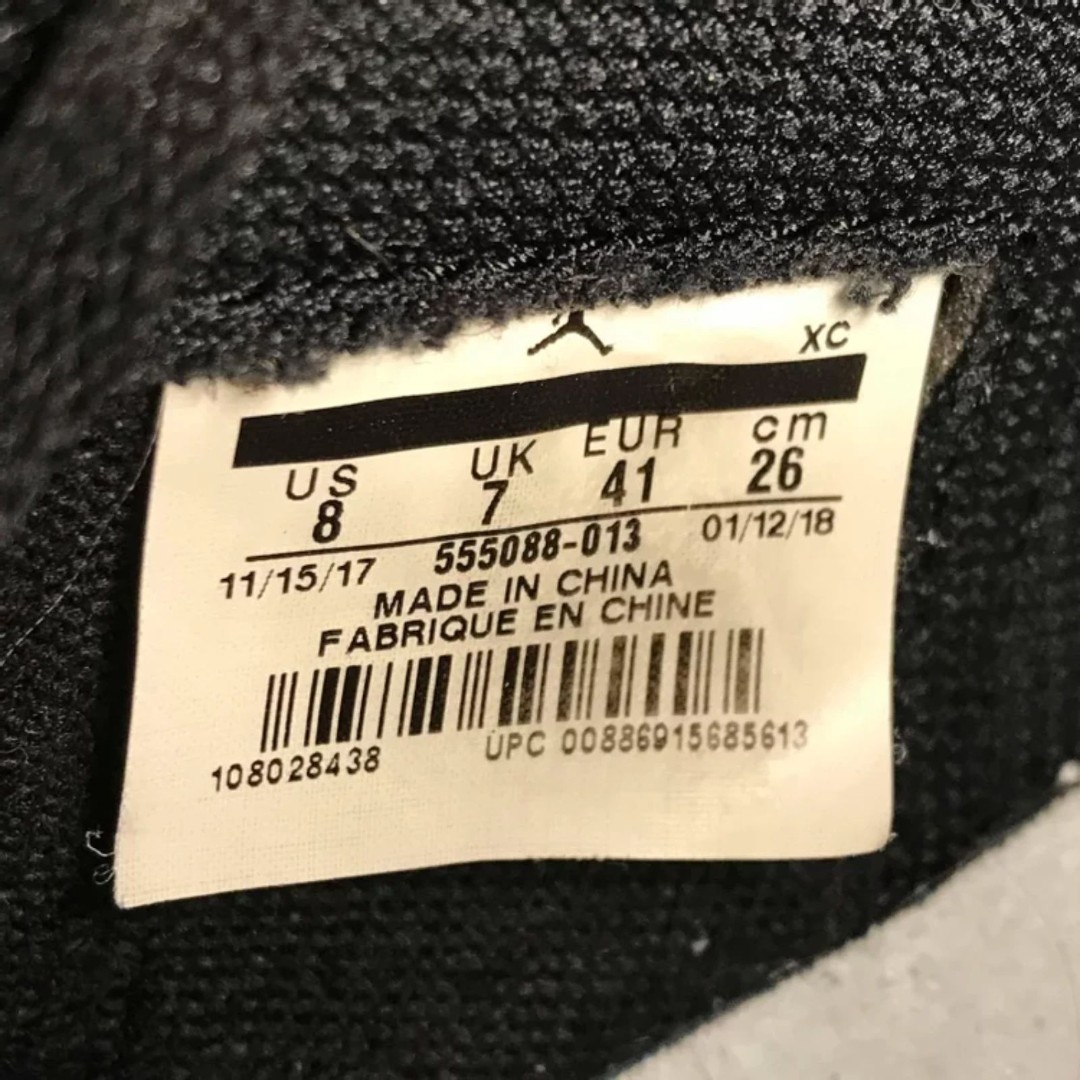 XC
US UK EUR cm
8 7 41 26
11/15/17 555088-013 01/12/18
MADE IN CHINA
FABRIQUE EN CHINE
108028438 UPC 00886915685613